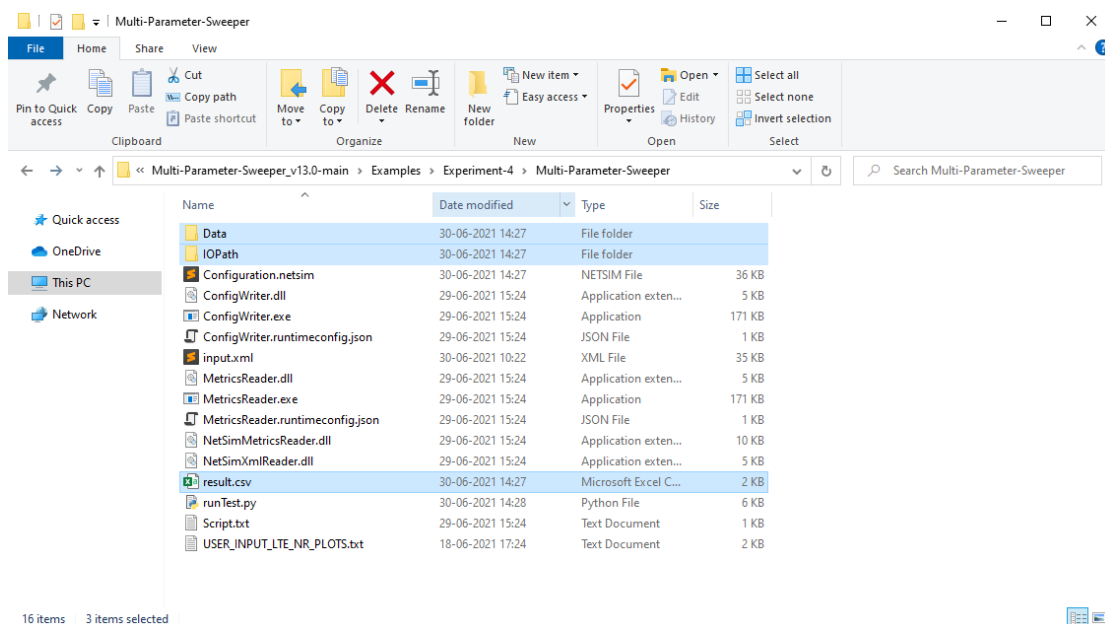 Multi-Parameter-Sweeper
File Home Share View
Pin to Quick access
Copy
Paste
Cut
Copy path
Paste shortcut
Clipboard
Move to
Copy to
Delete
Rename
Organize
New folder
New item
Easy access
New
Properties
Open
Edit
History
Open
Select all
Select none
Invert selection
Select
« Multi-Parameter-Sweeper_v13.0-main > Examples > Experiment-4 > Multi-Parameter-Sweeper
Search Multi-Parameter-Sweeper
Quick access
OneDrive
This PC
Network
Name Date modified Type Size
Data 30-06-2021 14:27 File folder
IOPath 30-06-2021 14:27 File folder
Configuration.netsim 30-06-2021 14:27 NETSIM File 36 KB
ConfigWriter.dll 29-06-2021 15:24 Application exten... 5 KB
ConfigWriter.exe 29-06-2021 15:24 Application 171 KB
ConfigWriter.runtimeconfig.json 29-06-2021 15:24 JSON File 1 KB
input.xml 30-06-2021 10:22 XML File 35 KB
MetricsReader.dll 29-06-2021 15:24 Application exten... 5 KB
MetricsReader.exe 29-06-2021 15:24 Application 171 KB
MetricsReader.runtimeconfig.json 29-06-2021 15:24 JSON File 1 KB
NetSimMetricsReader.dll 29-06-2021 15:24 Application exten... 10 KB
NetSimXmlReader.dll 29-06-2021 15:24 Application exten... 5 KB
result.csv 30-06-2021 14:27 Microsoft Excel C... 2 KB
runTest.py 30-06-2021 14:28 Python File 6 KB
Script.txt 29-06-2021 15:24 Text Document 1 KB
USER_INPUT_LTE_NR_PLOTS.txt 18-06-2021 17:24 Text Document 2 KB
16 items 3 items selected